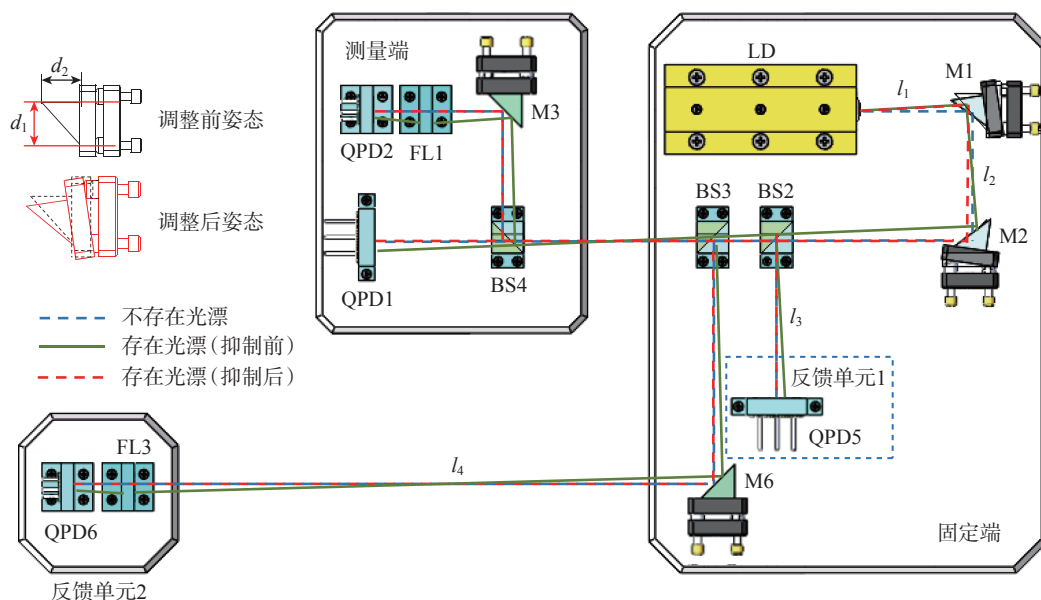 测量端
LD
M1
l1
d2
d1
调整前姿态
M3
QPD2
FL1
l2
BS3
BS2
调整后姿态
M2
QPD1
BS4
不存在光漂
存在光漂(抑制前)
存在光漂(抑制后)
l3
反馈单元1
QPD5
FL3
l4
M6
QPD6
固定端
反馈单元2